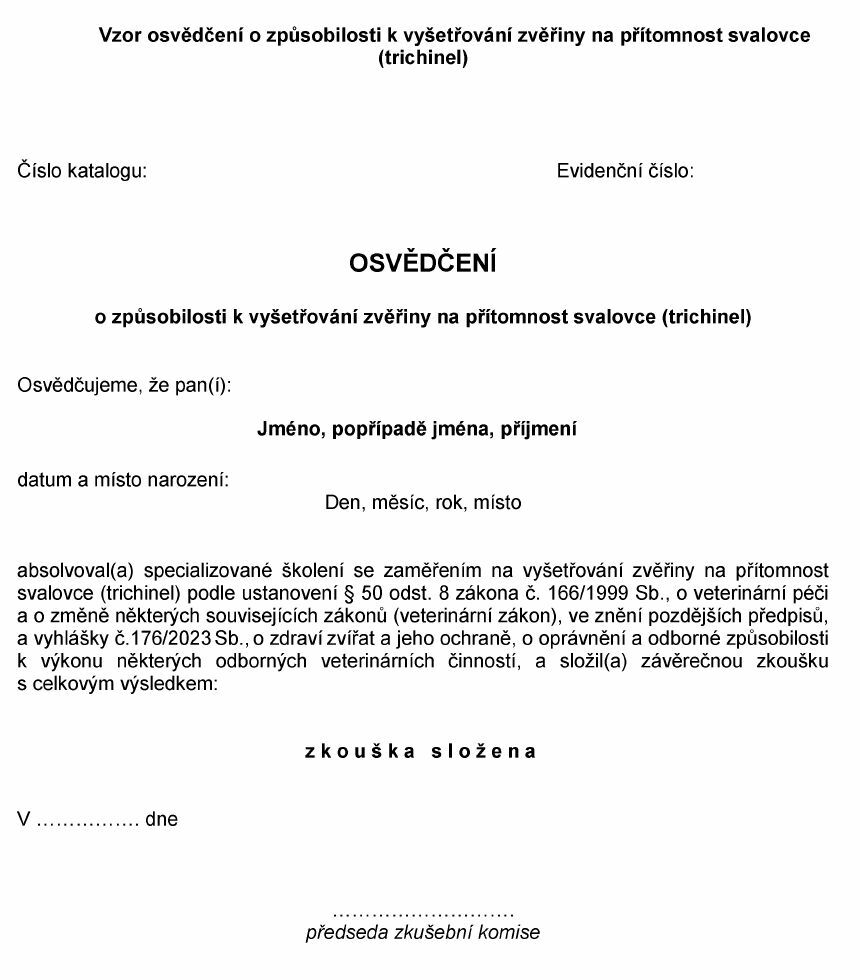 Vzor osvědčení o způsobilosti k vyšetřování zvěřiny na přítomnost svalovce
(trichinel)
Číslo katalogu: Evidenční číslo:
OSVĚDČENÍ
o způsobilosti k vyšetřování zvěřiny na přítomnost svalovce (trichinel)
Osvědčujeme, že pan(í):
Jméno, popřípadě jména, příjmení
datum a místo narození:
Den, měsíc, rok, místo
absolvoval(a) specializované školení se zaměřením na vyšetřování zvěřiny na přítomnost
svalovce (trichinel) podle ustanovení § 50 odst. 8 zákona č. 166/1999 Sb., o veterinární péči
a o změně některých souvisejících zákonů (veterinární zákon), ve znění pozdějších předpisů,
a vyhlášky č.176/2023 Sb., o zdraví zvířat a jeho ochraně, o oprávnění a odborné způsobilosti
k výkonu některých odborných veterinárních činností, a složil(a) závěrečnou zkoušku
s celkovým výsledkem:
z k o u š k a s l o ž e n a
V ……………. dne
……………………….
předseda zkušební komise